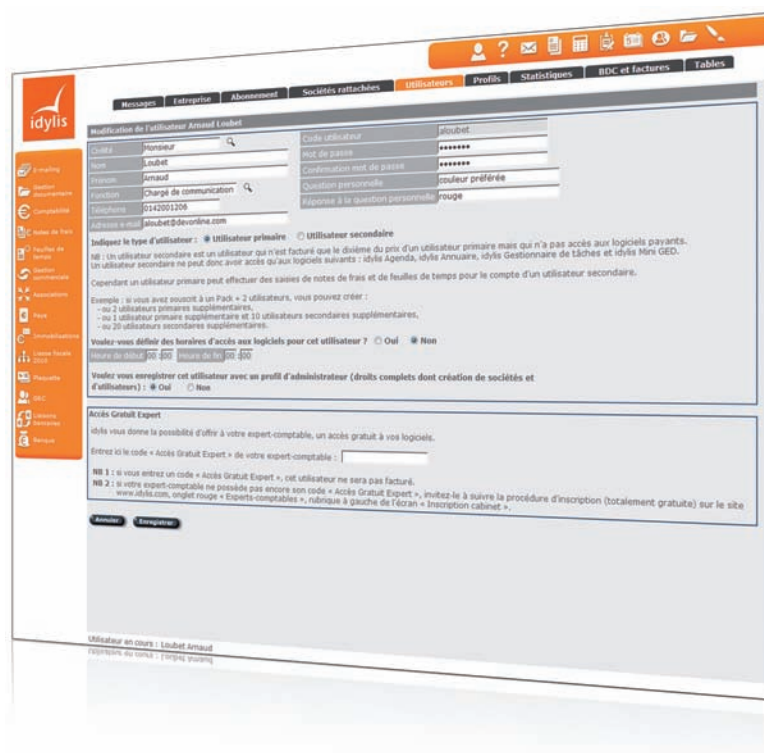 idylis
Messages
Entreprise
Abonnement
Sociétés rattachées
Utilisateurs
Profils
Statistiques
BDC et factures
Tables
E-mailing
Gestion documentaire
Comptabilité
Notes de frais
Feuilles de temps
Gestion commerciale
Associations
Paye
Immobilisations
Liasse fiscale
Plaquette
GRC
Liaisons bancaires
Banque
Modification de l'utilisateur Arnaud Loubet
Civilité Monsieur
Nom Loubet
Prénom Arnaud
Fonction Chargé de communication
Téléphone 0142001206
Adresse e-mail aloubet@devonline.com
Code utilisateur aloubet
Mot de passe •••••••
Confirmation mot de passe •••••••
Question personnelle couleur préférée
Réponse à la question personnelle rouge
Indiquez le type d'utilisateur : Utilisateur primaire Utilisateur secondaire
NB : Un utilisateur secondaire est un utilisateur qui n'est facturé que le dixième du prix d'un utilisateur primaire mais qui n'a pas accès aux logiciels payants.
Un utilisateur secondaire ne peut donc avoir accès qu'aux logiciels suivants : idylis Agenda, idylis Annuaire, idylis Gestionnaire de tâches et idylis Mini GED.
Cependant un utilisateur primaire peut effectuer des saisies de notes de frais et de feuilles de temps pour le compte d'un utilisateur secondaire.
Exemple : si vous avez souscrit à un Pack + 2 utilisateurs, vous pouvez créer :
- ou 2 utilisateurs primaires supplémentaires,
- ou 1 utilisateur primaire supplémentaire et 10 utilisateurs secondaires supplémentaires,
- ou 20 utilisateurs secondaires supplémentaires.
Voulez-vous définir des horaires d'accès aux logiciels pour cet utilisateur ? Oui Non
Heure de début 00 :00 Heure de fin 00 :00
Voulez vous enregistrer cet utilisateur avec un profil d'administrateur (droits complets dont création de sociétés et
d'utilisateurs) : Oui Non
Accès Gratuit Expert
idylis vous donne la possibilité d'offrir à votre expert-comptable, un accès gratuit à vos logiciels.
Entrez ici le code « Accès Gratuit Expert » de votre expert-comptable :
NB 1 : si vous entrez un code « Accès Gratuit Expert », cet utilisateur ne sera pas facturé.
NB 2 : si votre expert-comptable ne possède pas encore son code « Accès Gratuit Expert », invitez-le à suivre la procédure d'inscription (totalement gratuite) sur le site
www.idylis.com, onglet rouge « Experts-comptables », rubrique à gauche de l'écran « Inscription cabinet ».
Annuler
Enregistrer
Utilisateur en cours : Loubet Arnaud